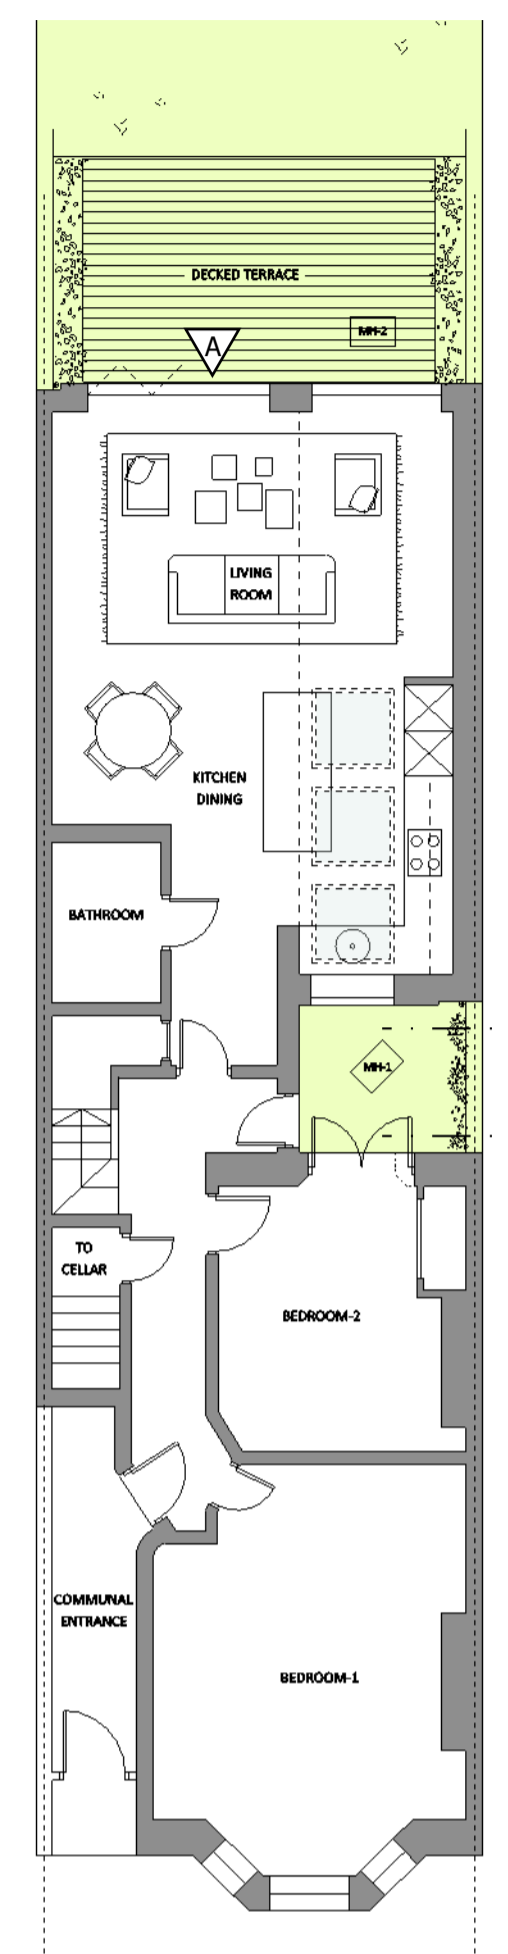 DECKED TERRACE
MH-2
A
LIVING
ROOM
KITCHEN
DINING
BATHROOM
MH-1
TO
CELLAR
BEDROOM-2
COMMUNAL
ENTRANCE
BEDROOM-1